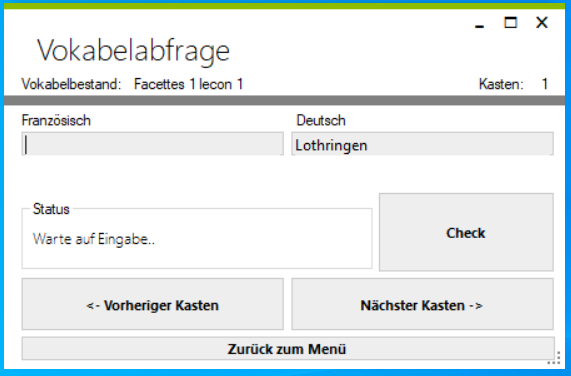 Vokabelabfrage
Vokabelbestand: Facettes 1 lecon 1 Kasten: 1
Französisch Deutsch
Lothringen
Status
Warte auf Eingabe..
Check
<- Vorheriger Kasten Nächster Kasten ->
Zurück zum Menü